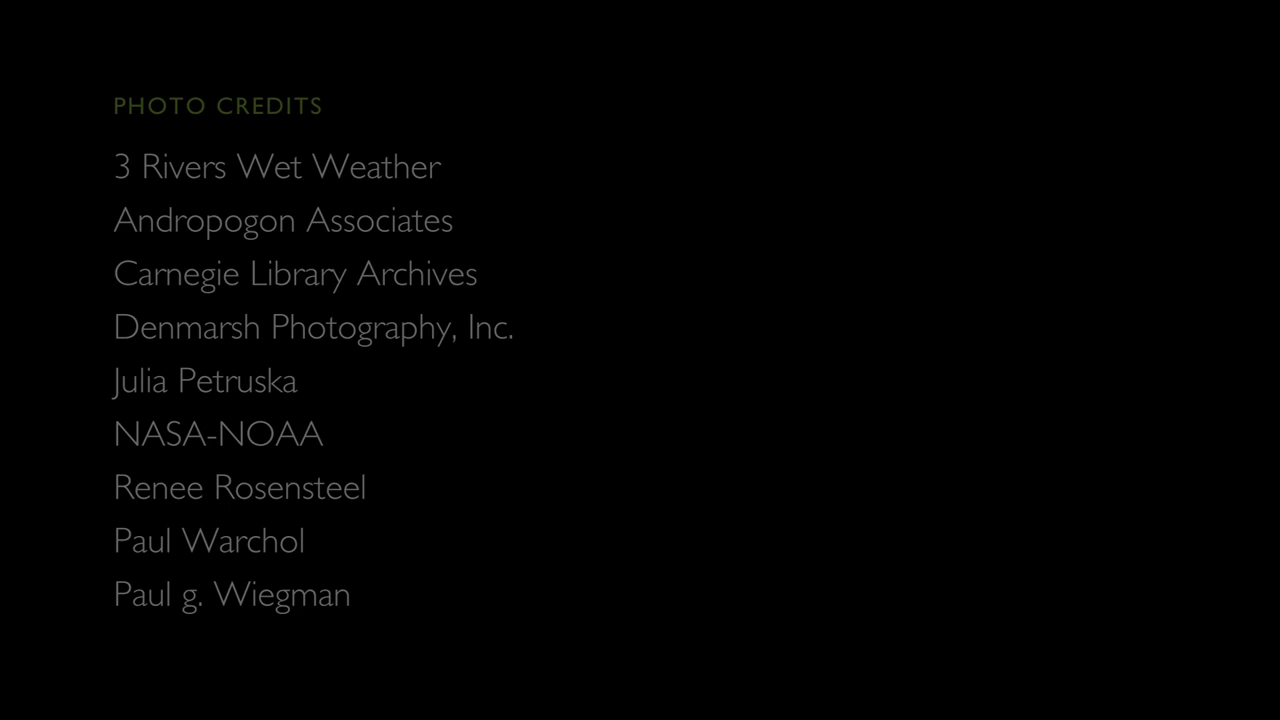 PHOTO CREDITS
3 Rivers Wet Weather
Andropogon Associates
Carnegie Library Archives
Denmarsh Photography, Inc.
Julia Petruska
NASA-NOAA
Renee Rosensteel
Paul Warchol
Paul g. Wiegman